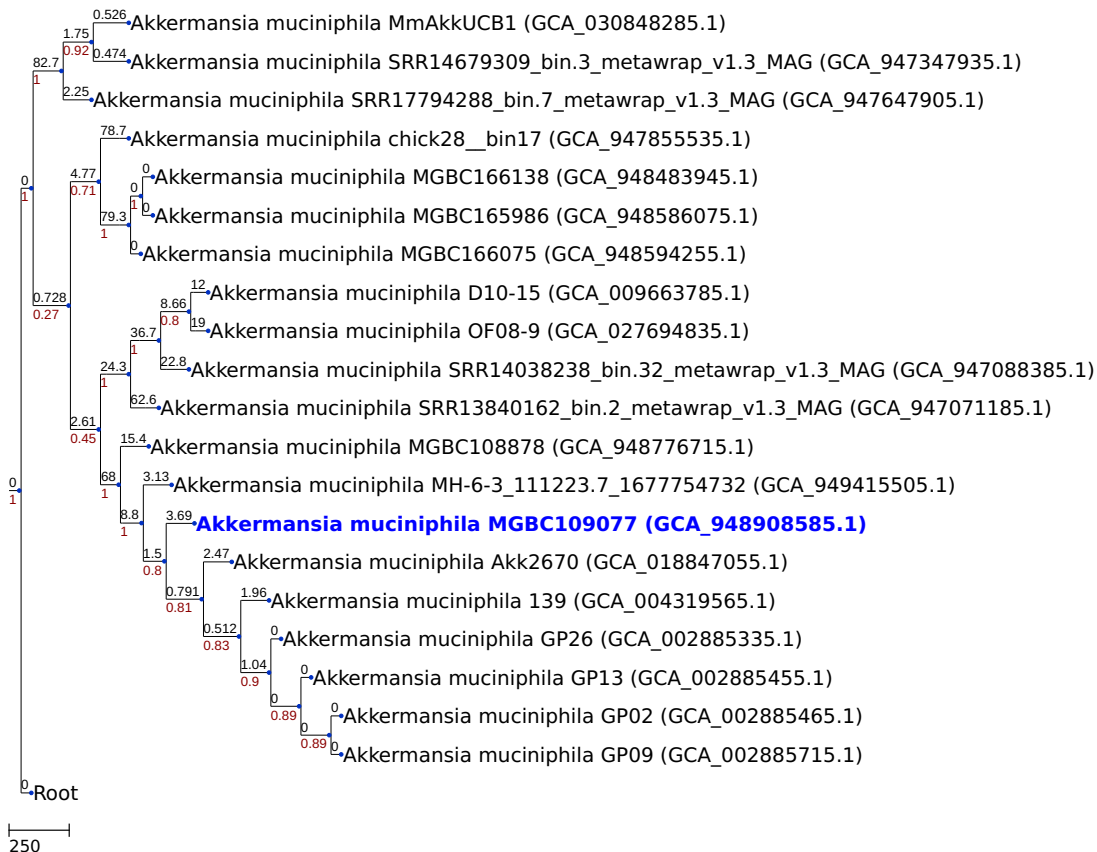 0.526
Akkermansia muciniphila MmAkkUCB1 (GCA_030848285.1)
1.75
0.92
0.474
Akkermansia muciniphila SRR14679309_bin.3_metawrap_v1.3_MAG (GCA_947347935.1)
82.7
1
2.25
Akkermansia muciniphila SRR17794288_bin.7_metawrap_v1.3_MAG (GCA_947647905.1)
78.7
Akkermansia muciniphila chick28__bin17 (GCA_947855535.1)
4.77
0.71
0
Akkermansia muciniphila MGBC166138 (GCA_948483945.1)
0
1
0
1
0
Akkermansia muciniphila MGBC165986 (GCA_948586075.1)
79.3
1
0
Akkermansia muciniphila MGBC166075 (GCA_948594255.1)
12
Akkermansia muciniphila D10-15 (GCA_009663785.1)
0.728
0.27
8.66
0.8
19
Akkermansia muciniphila OF08-9 (GCA_027694835.1)
36.7
1
22.8
Akkermansia muciniphila SRR14038238_bin.32_metawrap_v1.3_MAG (GCA_947088385.1)
24.3
1
62.6
Akkermansia muciniphila SRR13840162_bin.2_metawrap_v1.3_MAG (GCA_947071185.1)
2.61
0.45
15.4
Akkermansia muciniphila MGBC108878 (GCA_948776715.1)
68
1
3.13
Akkermansia muciniphila MH-6-3_111223.7_1677754732 (GCA_949415505.1)
0
1
8.8
1
3.69
Akkermansia muciniphila MGBC109077 (GCA_948908585.1)
1.5
0.8
2.47
Akkermansia muciniphila Akk2670 (GCA_018847055.1)
0.791
0.81
1.96
Akkermansia muciniphila 139 (GCA_004319565.1)
0.512
0.83
0
Akkermansia muciniphila GP26 (GCA_002885335.1)
1.04
0.9
0
Akkermansia muciniphila GP13 (GCA_002885455.1)
0
0.89
0
Akkermansia muciniphila GP02 (GCA_002885465.1)
0
0.89
0
Akkermansia muciniphila GP09 (GCA_002885715.1)
0
Root
250